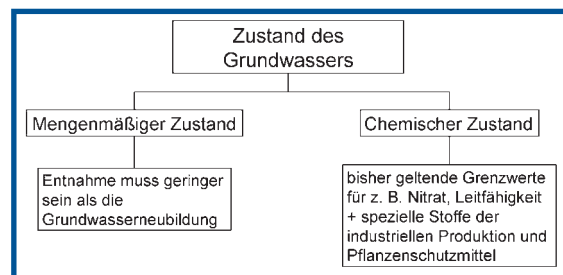 Zustand des
Grundwassers
Mengenmäßiger Zustand
Chemischer Zustand
Entnahme muss geringer
sein als die
Grundwasserneubildung
bisher geltende Grenzwerte
für z. B. Nitrat, Leitfähigkeit
+ spezielle Stoffe der
industriellen Produktion und
Pflanzenschutzmittel